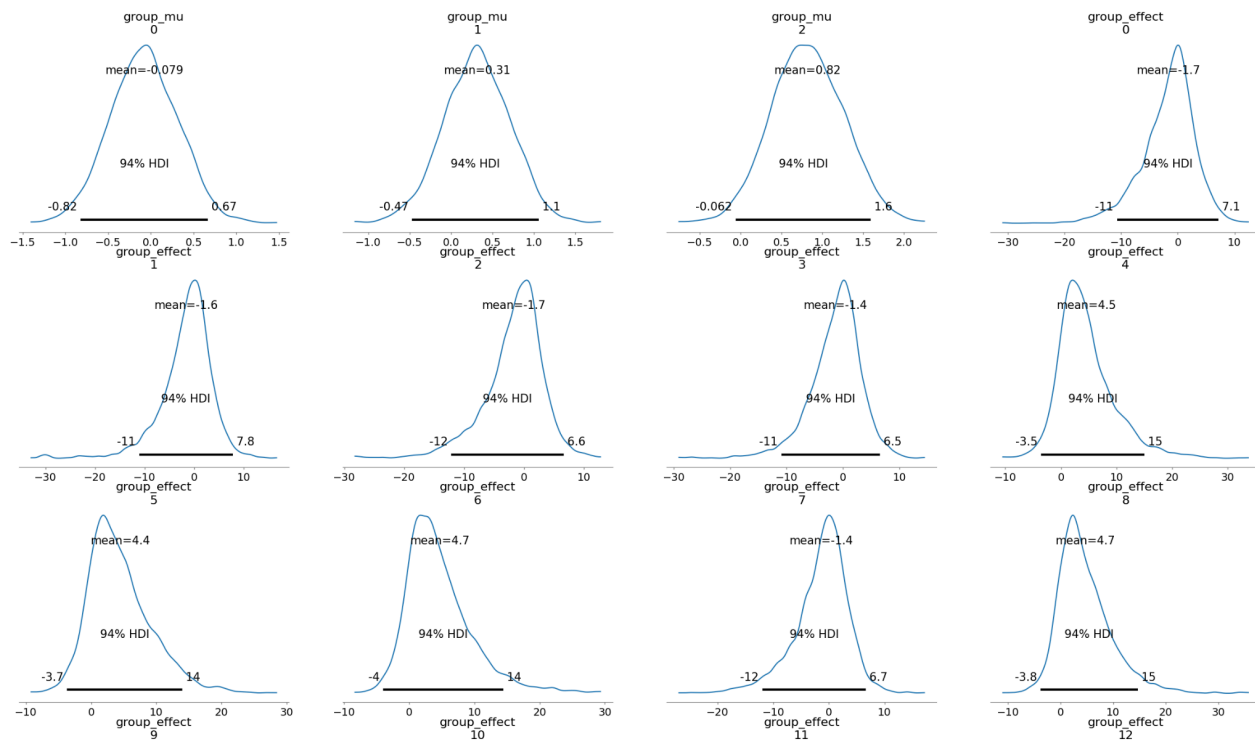 group_mu
0
group_mu
1
group_mu
2
group_effect
0
mean=-0.079
mean=0.31
mean=0.82
mean=-1.7
94% HDI
94% HDI
94% HDI
94% HDI
-0.82 0.67
-0.47 1.1
-0.062 1.6
-11 7.1
−1.5 −1.0 −0.5 0.0 0.5 1.0 1.5
−1.0 −0.5 0.0 0.5 1.0 1.5
−0.5 0.0 0.5 1.0 1.5 2.0
−30 −20 −10 0 10
group_effect
1
group_effect
2
group_effect
3
group_effect
4
mean=-1.6
mean=-1.7
mean=-1.4
mean=4.5
94% HDI
94% HDI
94% HDI
94% HDI
-11 7.8
-12 6.6
-11 6.5
-3.5 15
−30 −20 −10 0 10
−30 −20 −10 0 10
−30 −20 −10 0 10
−10 0 10 20 30
group_effect
5
group_effect
6
group_effect
7
group_effect
8
mean=4.4
mean=4.7
mean=-1.4
mean=4.7
94% HDI
94% HDI
94% HDI
94% HDI
-3.7 14
-4 14
-12 6.7
-3.8 15
−10 0 10 20 30
−10 0 10 20 30
−20 −10 0 10
−10 0 10 20 30
group_effect
9
group_effect
10
group_effect
11
group_effect
12